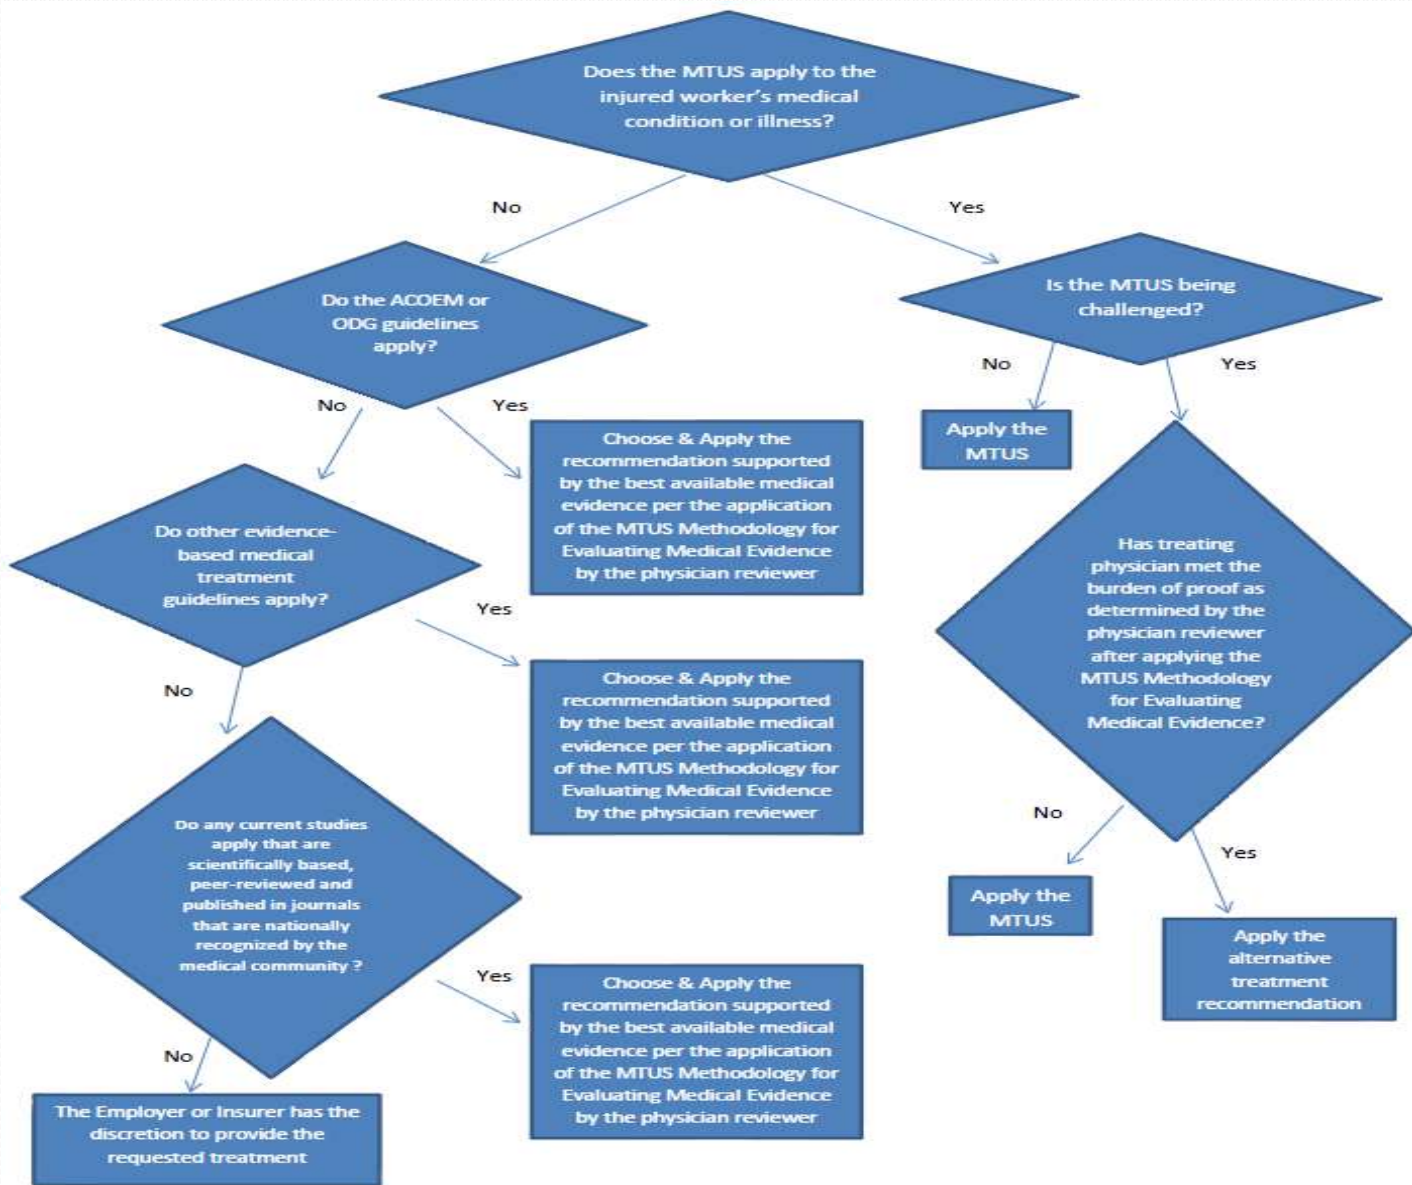 Does the MTUS apply to the
injured worker's medical
condition or illness?
No
Yes
Do the ACOEM or
ODG guidelines
apply?
Is the MTUS being
challenged?
No
Yes
No
Yes
Choose & Apply the
recommendation supported
by the best available medical
evidence per the application
of the MTUS Methodology for
Evaluating Medical Evidence
by the physician reviewer
Apply the
MTUS
Do other evidence-
based medical
treatment
guidelines apply?
Yes
Has treating
physician met the
burden of proof as
determined by the
physician reviewer
after applying the
MTUS Methodology
for Evaluating
Medical Evidence?
No
Choose & Apply the
recommendation supported
by the best available medical
evidence per the application
of the MTUS Methodology for
Evaluating Medical Evidence
by the physician reviewer
No
Yes
Do any current studies
apply that are
scientifically based,
peer-reviewed and
published in journals
that are nationally
recognized by the
medical community ?
Apply the
MTUS
Apply the
alternative
treatment
recommendation
Yes
Choose & Apply the
recommendation supported
by the best available medical
evidence per the application
of the MTUS Methodology for
Evaluating Medical Evidence
by the physician reviewer
No
The Employer or Insurer has the
discretion to provide the
requested treatment